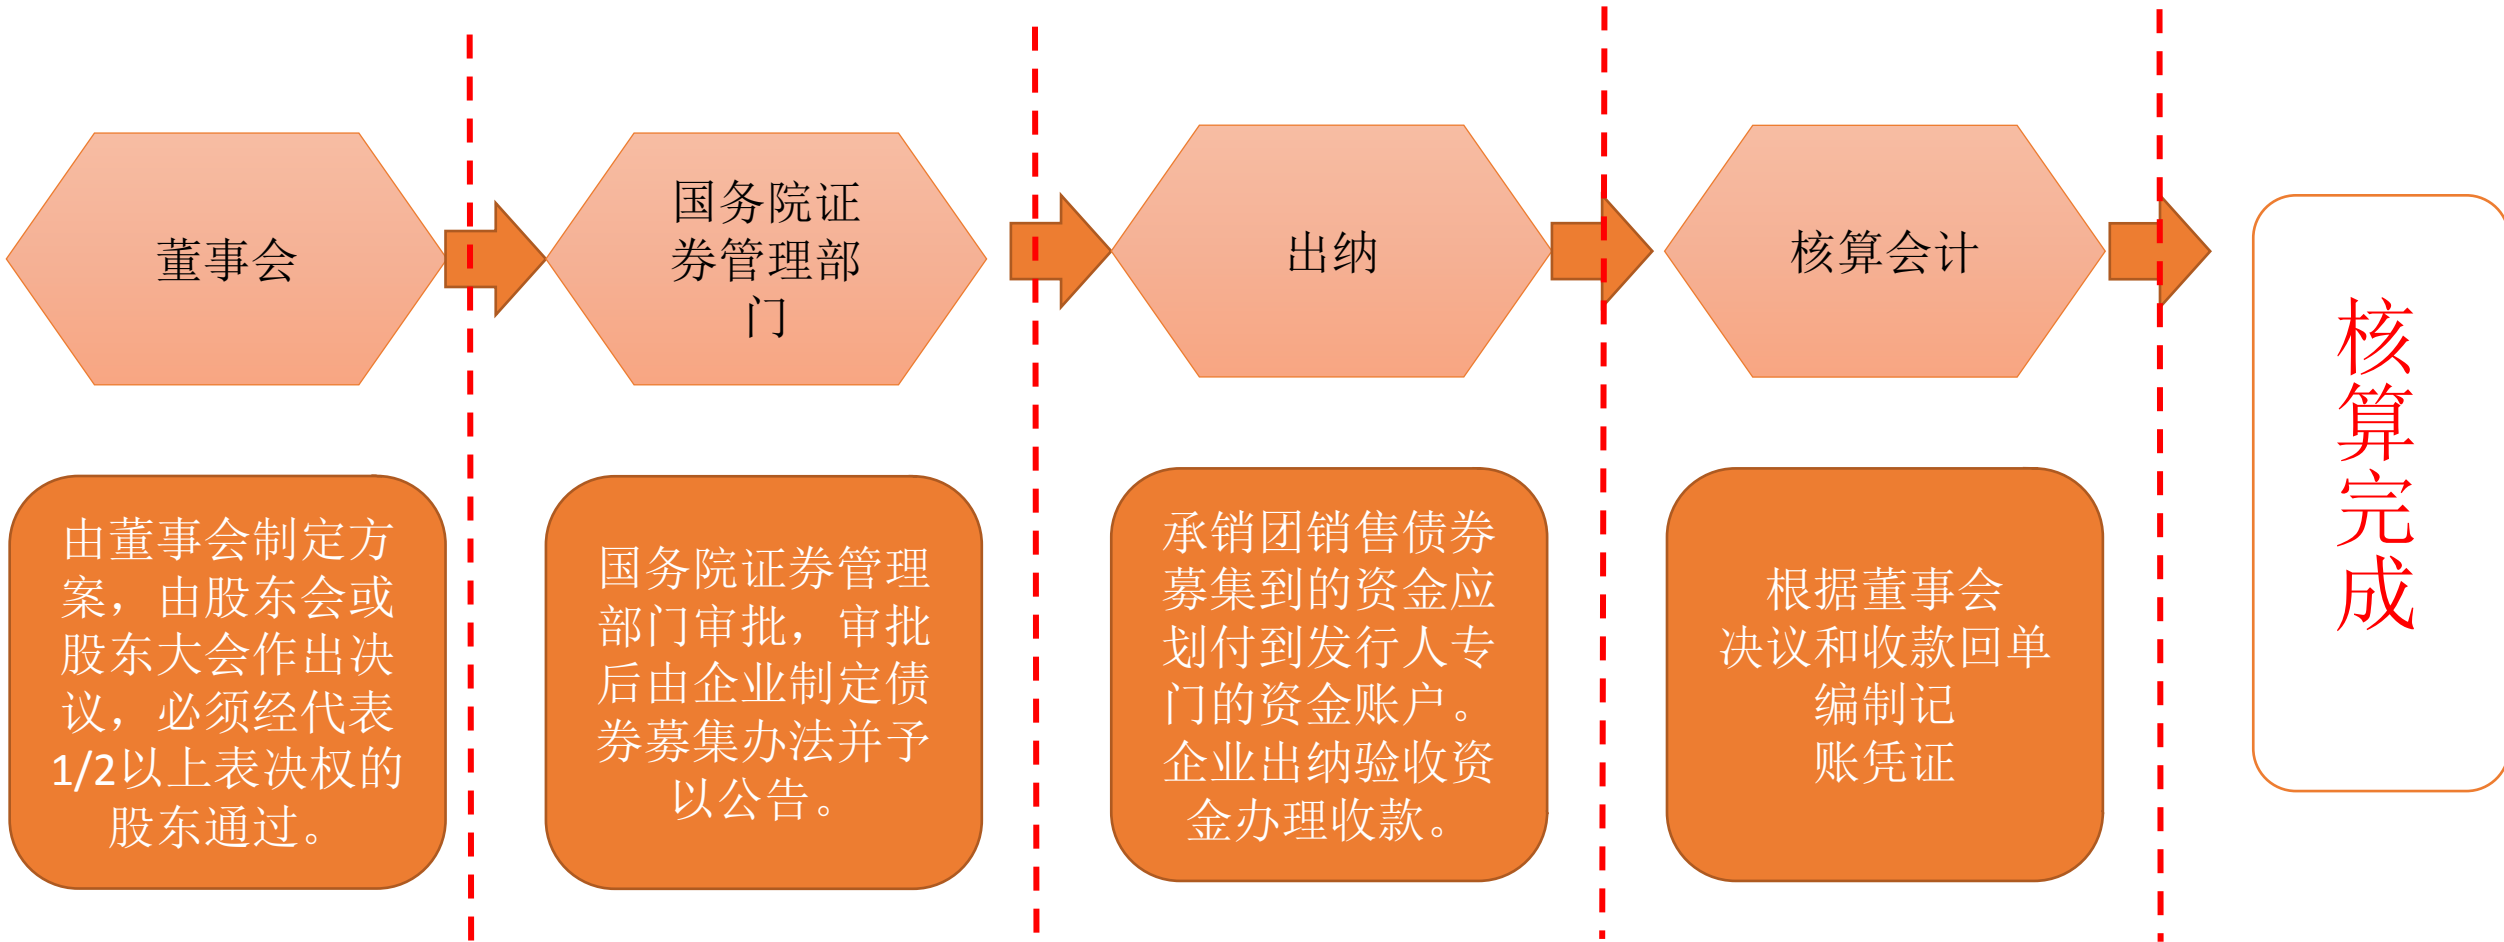 董事会
国务院证
券管理部
门
出纳
核算会计
由董事会制定方
案，由股东会或
股东大会作出决
议，必须经代表
1/2以上表决权的
股东通过。
国务院证券管理
部门审批，审批
后由企业制定债
券募集办法并予
以公告。
承销团销售债券
募集到的资金应
划付到发行人专
门的资金账户。
企业出纳经收资
金办理收款。
根据董事会
决议和收款回单
编制记
账凭证
核
算
完
成